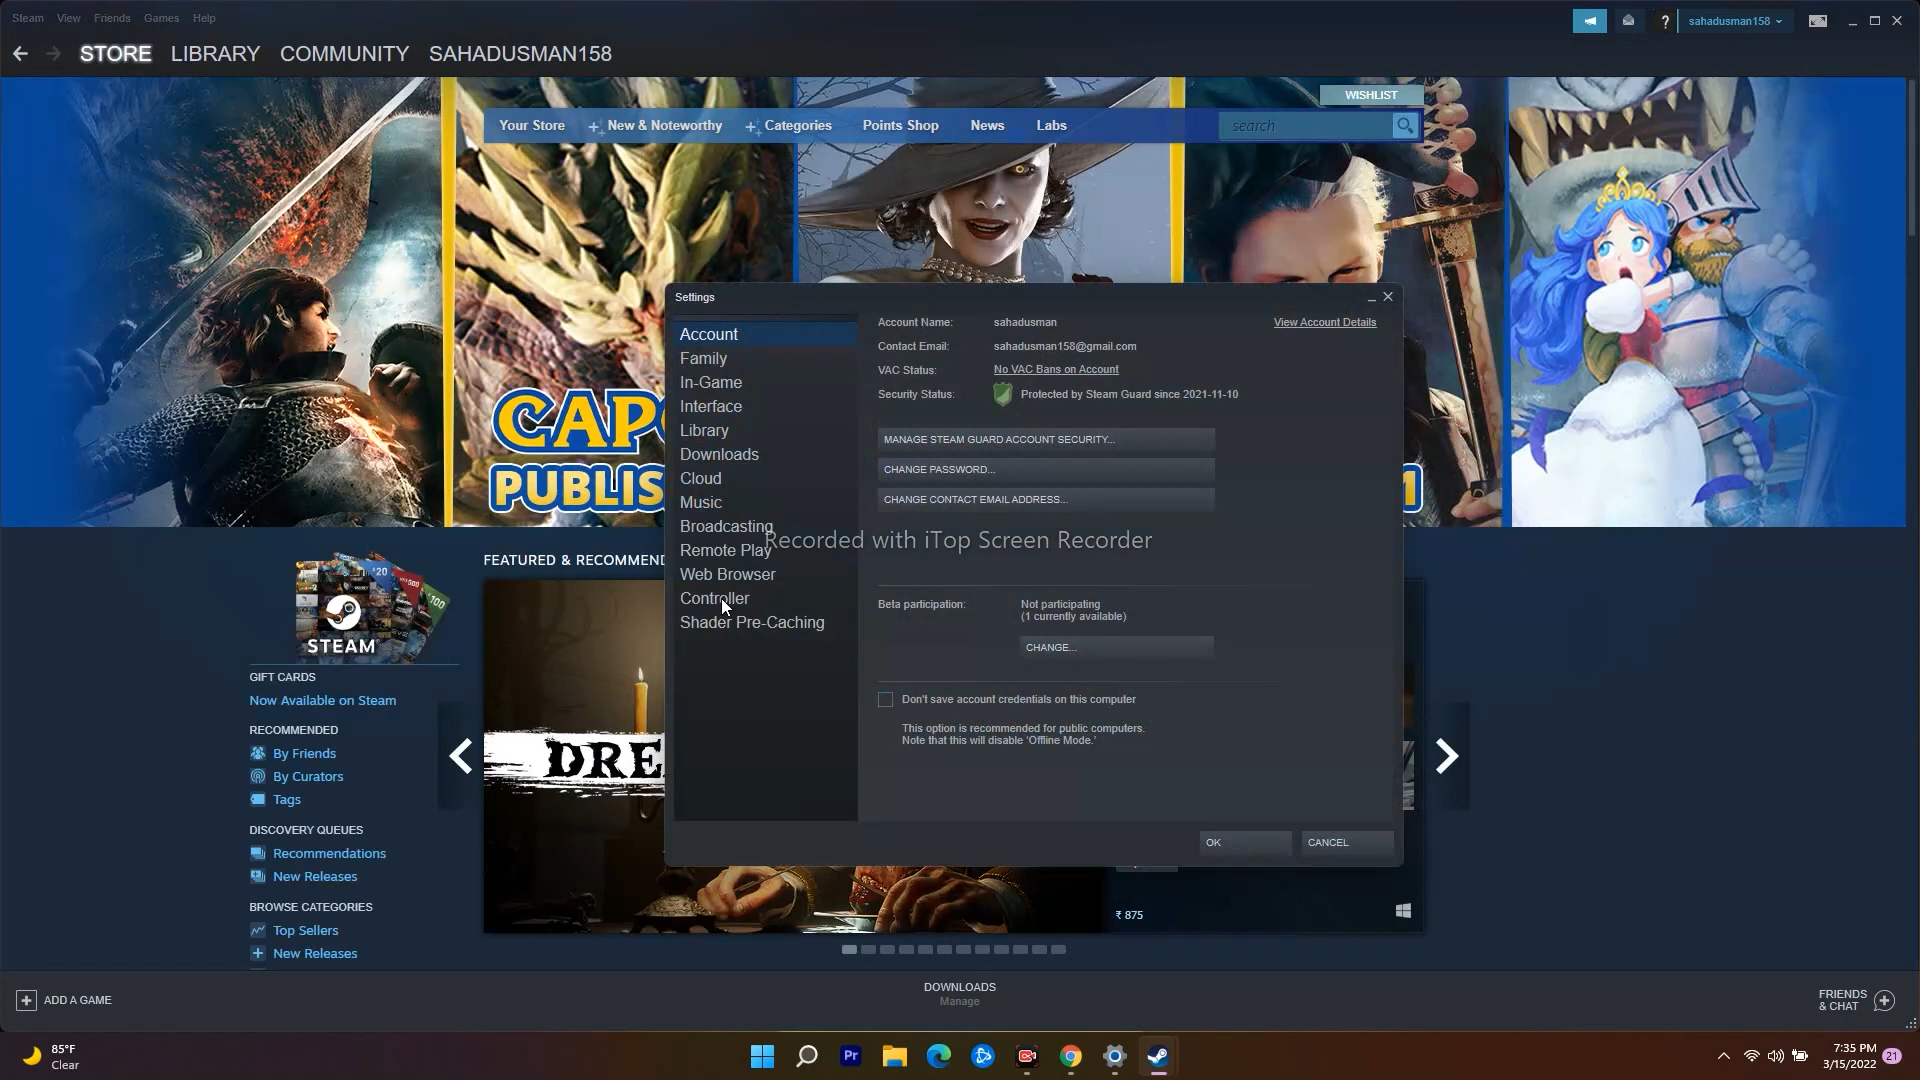 Steam View Friends Games Help
sahadusman158
STORE LIBRARY COMMUNITY SAHADUSMAN158
WISHLIST
Your Store New & Noteworthy Categories Points Shop News Labs
search
CAP
PUBLIS
Settings
Account
Family
In-Game
Interface
Library
Downloads
Cloud
Music
Broadcasting
Remote Play
Web Browser
Controller
Shader Pre-Caching
Account Name: sahadusman
View Account Details
Contact Email: sahadusman158@gmail.com
VAC Status: No VAC Bans on Account
Security Status: Protected by Steam Guard since 2021-11-10
MANAGE STEAM GUARD ACCOUNT SECURITY...
CHANGE PASSWORD...
CHANGE CONTACT EMAIL ADDRESS...
Recorded with iTop Screen Recorder
Beta participation: Not participating
(1 currently available)
CHANGE...
Don't save account credentials on this computer
This option is recommended for public computers.
Note that this will disable 'Offline Mode.'
OK CANCEL
FEATURED & RECOMMEN
DRE
₹ 875
STEAM
GIFT CARDS
Now Available on Steam
RECOMMENDED
By Friends
By Curators
Tags
DISCOVERY QUEUES
Recommendations
New Releases
BROWSE CATEGORIES
Top Sellers
New Releases
ADD A GAME
DOWNLOADS
Manage
FRIENDS
& CHAT
85°F
Clear
Pr
7:35 PM
3/15/2022
21